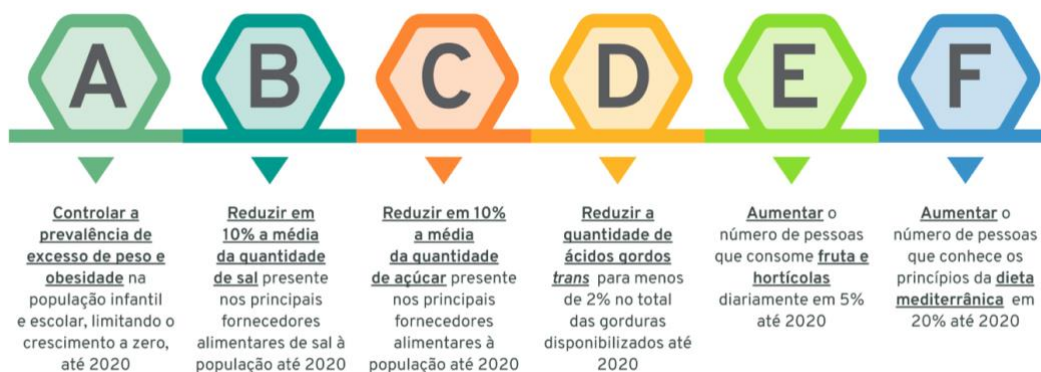 A
B
C
D
E
F
Controlar a
prevalência de
excesso de peso e
obesidade na
população infantil
e escolar, limitando o
crescimento a zero,
até 2020
Reduzir em
10% a média
da quantidade
de sal presente
nos principais
fornecedores
alimentares de sal à
população até 2020
Reduzir em 10%
a média
da quantidade
de açúcar presente
nos principais
fornecedores
alimentares à
população até 2020
Reduzir a
quantidade de
ácidos gordos
trans para menos
de 2% no total
das gorduras
disponibilizados até
2020
Aumentar o
número de pessoas
que consome fruta e
hortícolas
diariamente em 5%
até 2020
Aumentar o
número de pessoas
que conhece os
princípios da dieta
mediterrânica em
20% até 2020